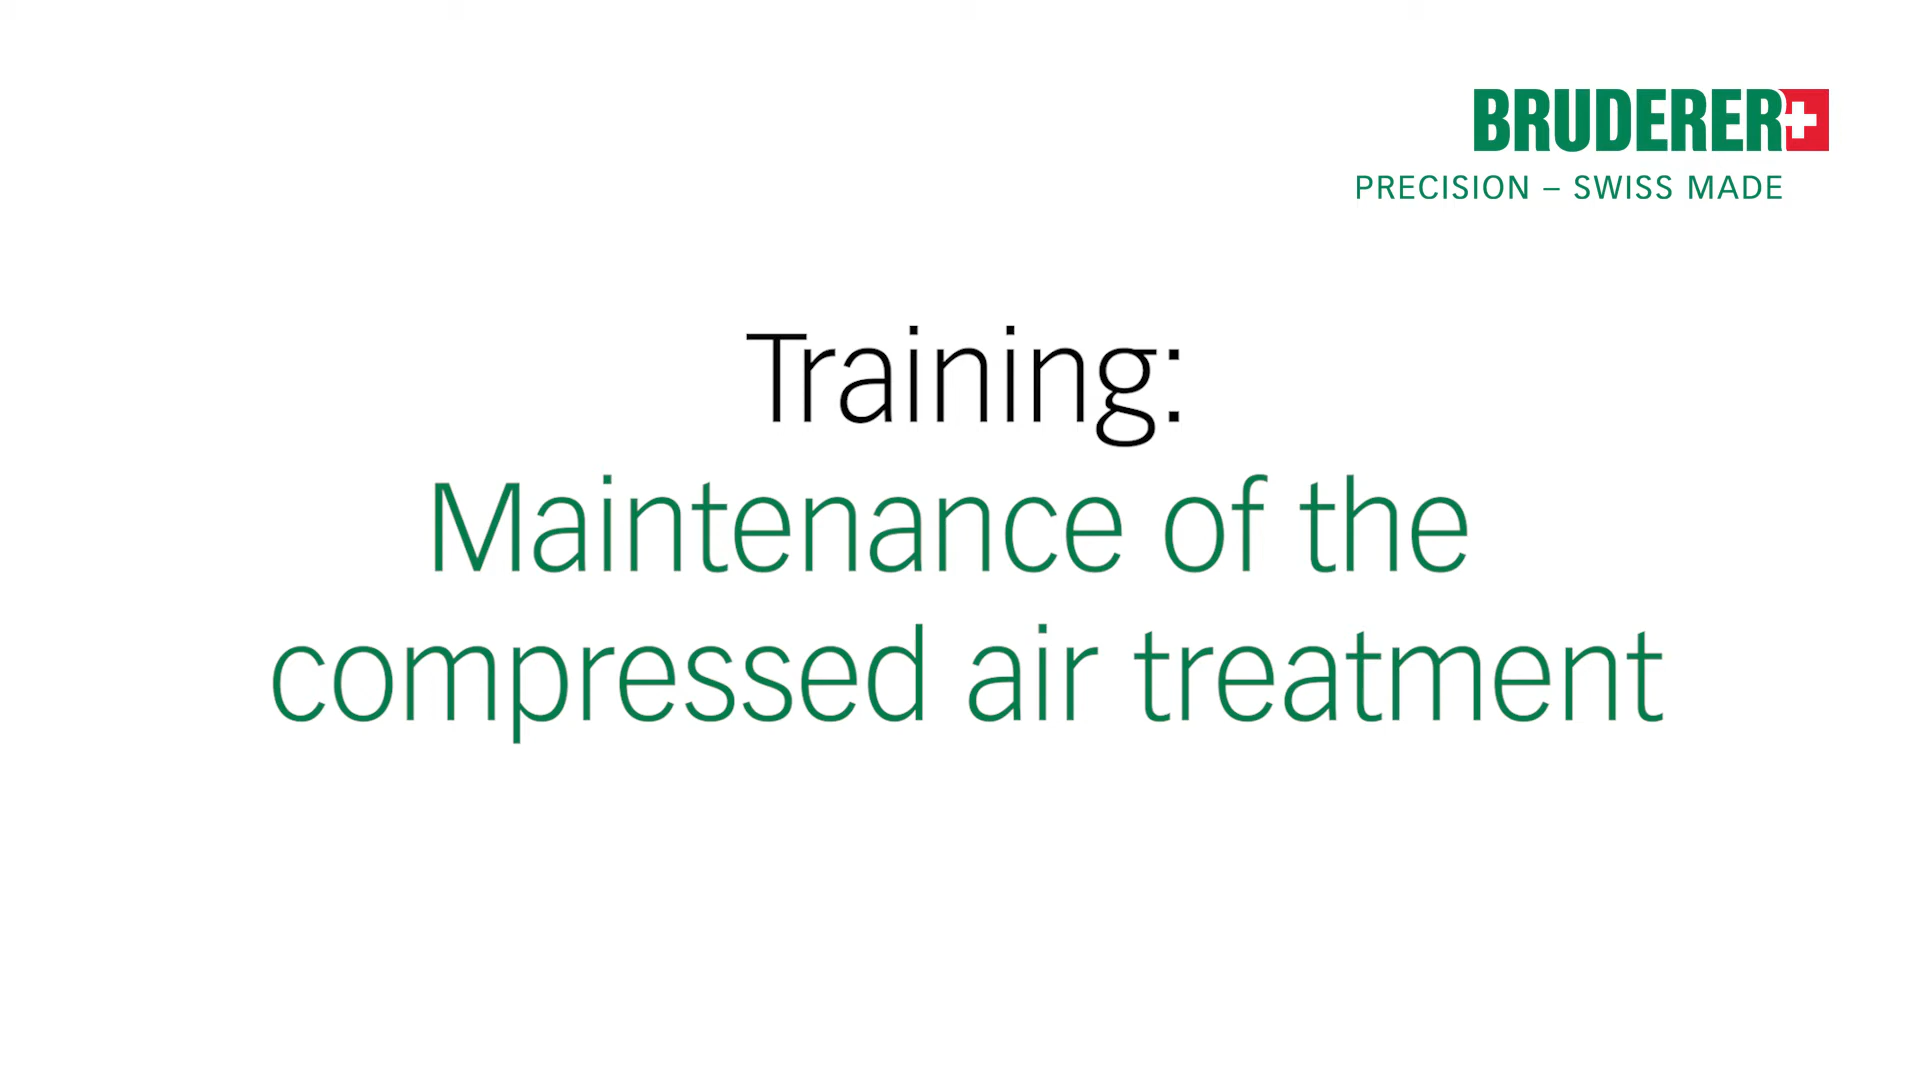 BRUDERER
PRECISION – SWISS MADE
Training:
Maintenance of the
compressed air treatment